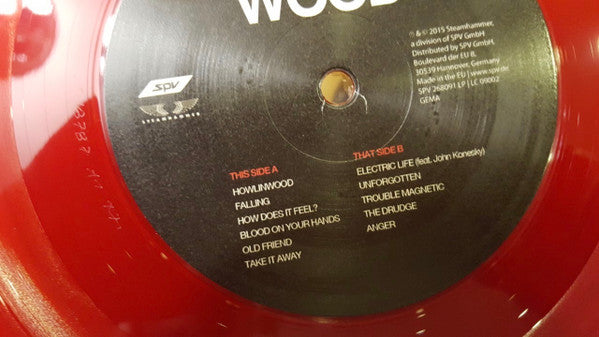 WOOD
℗ & © 2015 Steamhammer,
a division of SPV GmbH
Distributed by SPV GmbH
Boulevard der EU 8,
30539 Hannover, Germany
Made in the EU | www.spv.de
SPV 268091 LP | LC 09002
GEMA
SPV
STEAMHAMMER
THIS SIDE A
HOWLINWOOD
FALLING
HOW DOES IT FEEL?
BLOOD ON YOUR HANDS
OLD FRIEND
TAKE IT AWAY
THAT SIDE B
ELECTRIC LIFE (feat. John Konesky)
UNFORGOTTEN
TROUBLE MAGNETIC
THE DRUDGE
ANGER